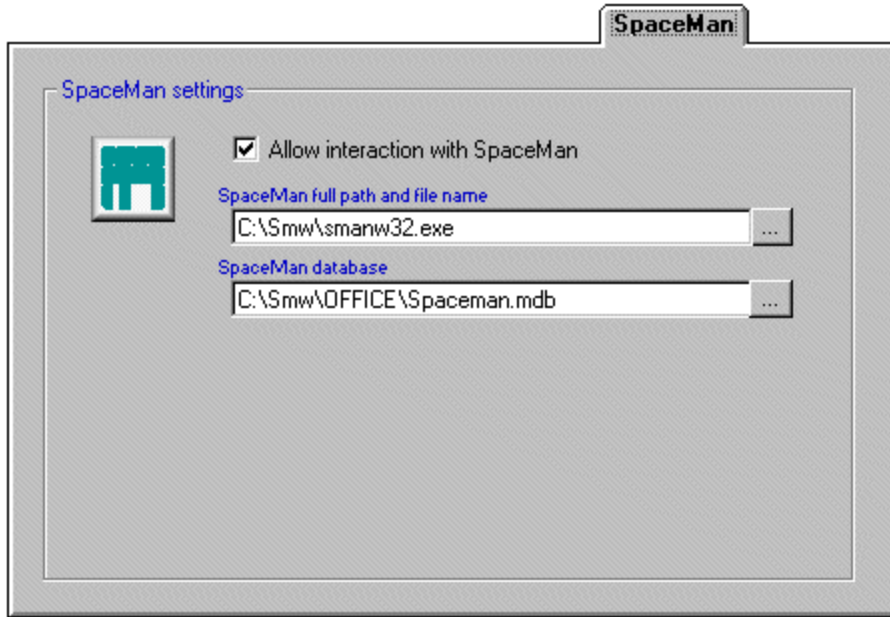 SpaceMan
SpaceMan settings
Allow interaction with SpaceMan
SpaceMan full path and file name
C:\Smw\smanw32.exe
...
SpaceMan database
C:\Smw\OFFICE\Spaceman.mdb
...